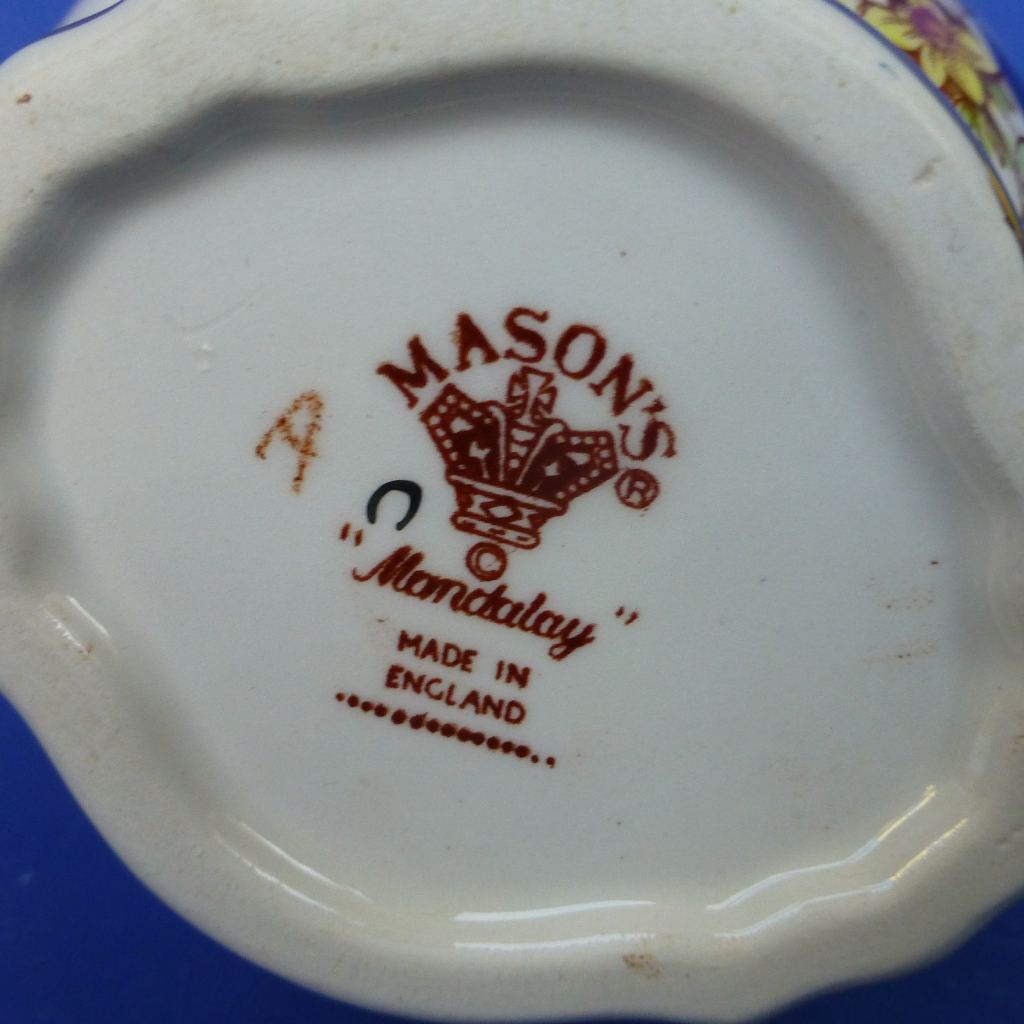 MASON'S ®
A
C
©
"Mandalay"
MADE IN
ENGLAND